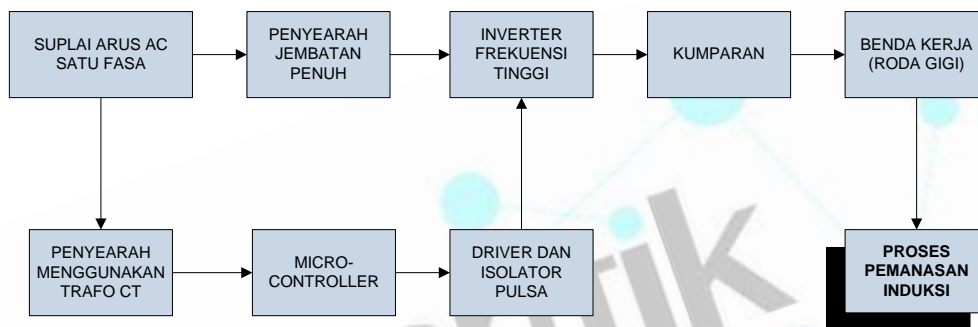 SUPLAI ARUS AC
SATU FASA
PENYEARAH
JEMBATAN
PENUH
INVERTER
FREKUENSI
TINGGI
KUMPARAN
BENDA KERJA
(RODA GIGI)
PENYEARAH
MENGGUNAKAN
TRAFO CT
MICRO-
CONTROLLER
DRIVER DAN
ISOLATOR
PULSA
PROSES
PEMANASAN
INDUKSI